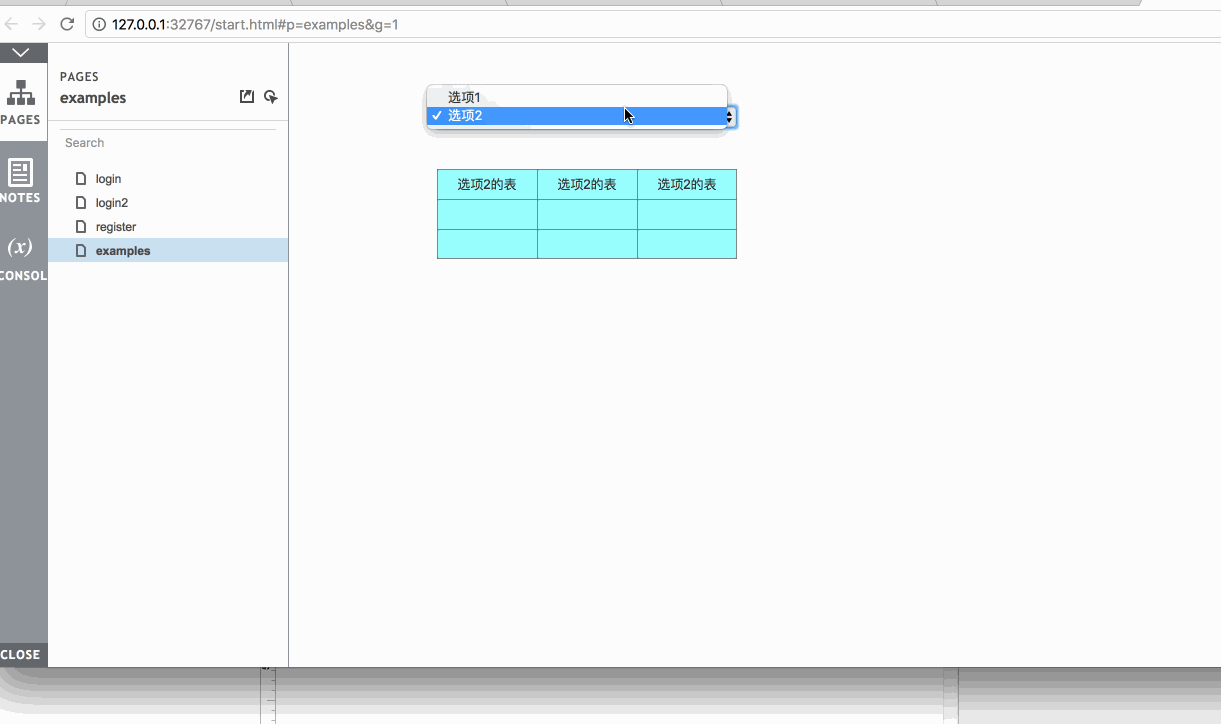 127.0.0.1:32767/start.html#p=examples&g=1
PAGES
NOTES
(x)
CONSOL
CLOSE
PAGES
examples
Search
login
login2
register
examples
选项1
✓ 选项2
选项2的表 选项2的表 选项2的表